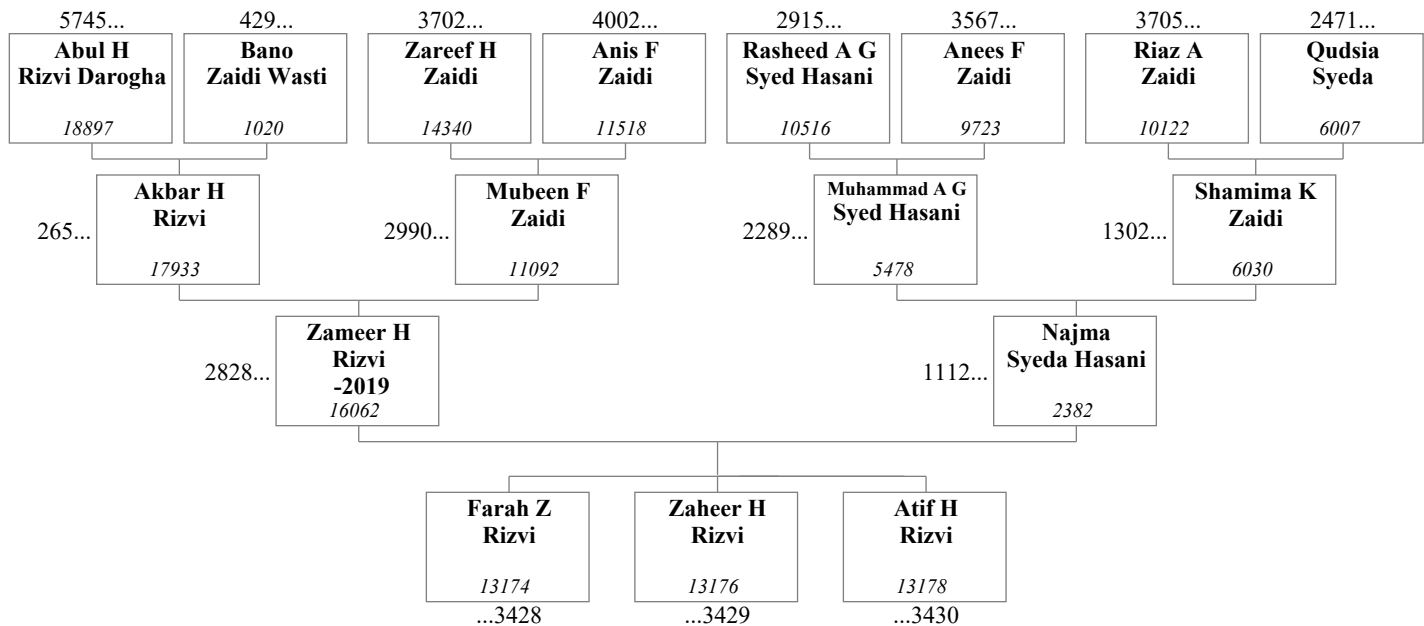 5745...
429...
3702...
4002...
2915...
3567...
3705...
2471...
Abul H
Rizvi Darogha
18897
Bano
Zaidi Wasti
1020
Zareef H
Zaidi
14340
Anis F
Zaidi
11518
Rasheed A G
Syed Hasani
10516
Anees F
Zaidi
9723
Riaz A
Zaidi
10122
Qudsia
Syeda
6007
265...
Akbar H
Rizvi
17933
2990...
Mubeen F
Zaidi
11092
2289...
Muhammad A G
Syed Hasani
5478
1302...
Shamima K
Zaidi
6030
2828...
Zameer H
Rizvi
-2019
16062
1112...
Najma
Syeda Hasani
2382
Farah Z
Rizvi
13174
...3428
Zaheer H
Rizvi
13176
...3429
Atif H
Rizvi
13178
...3430